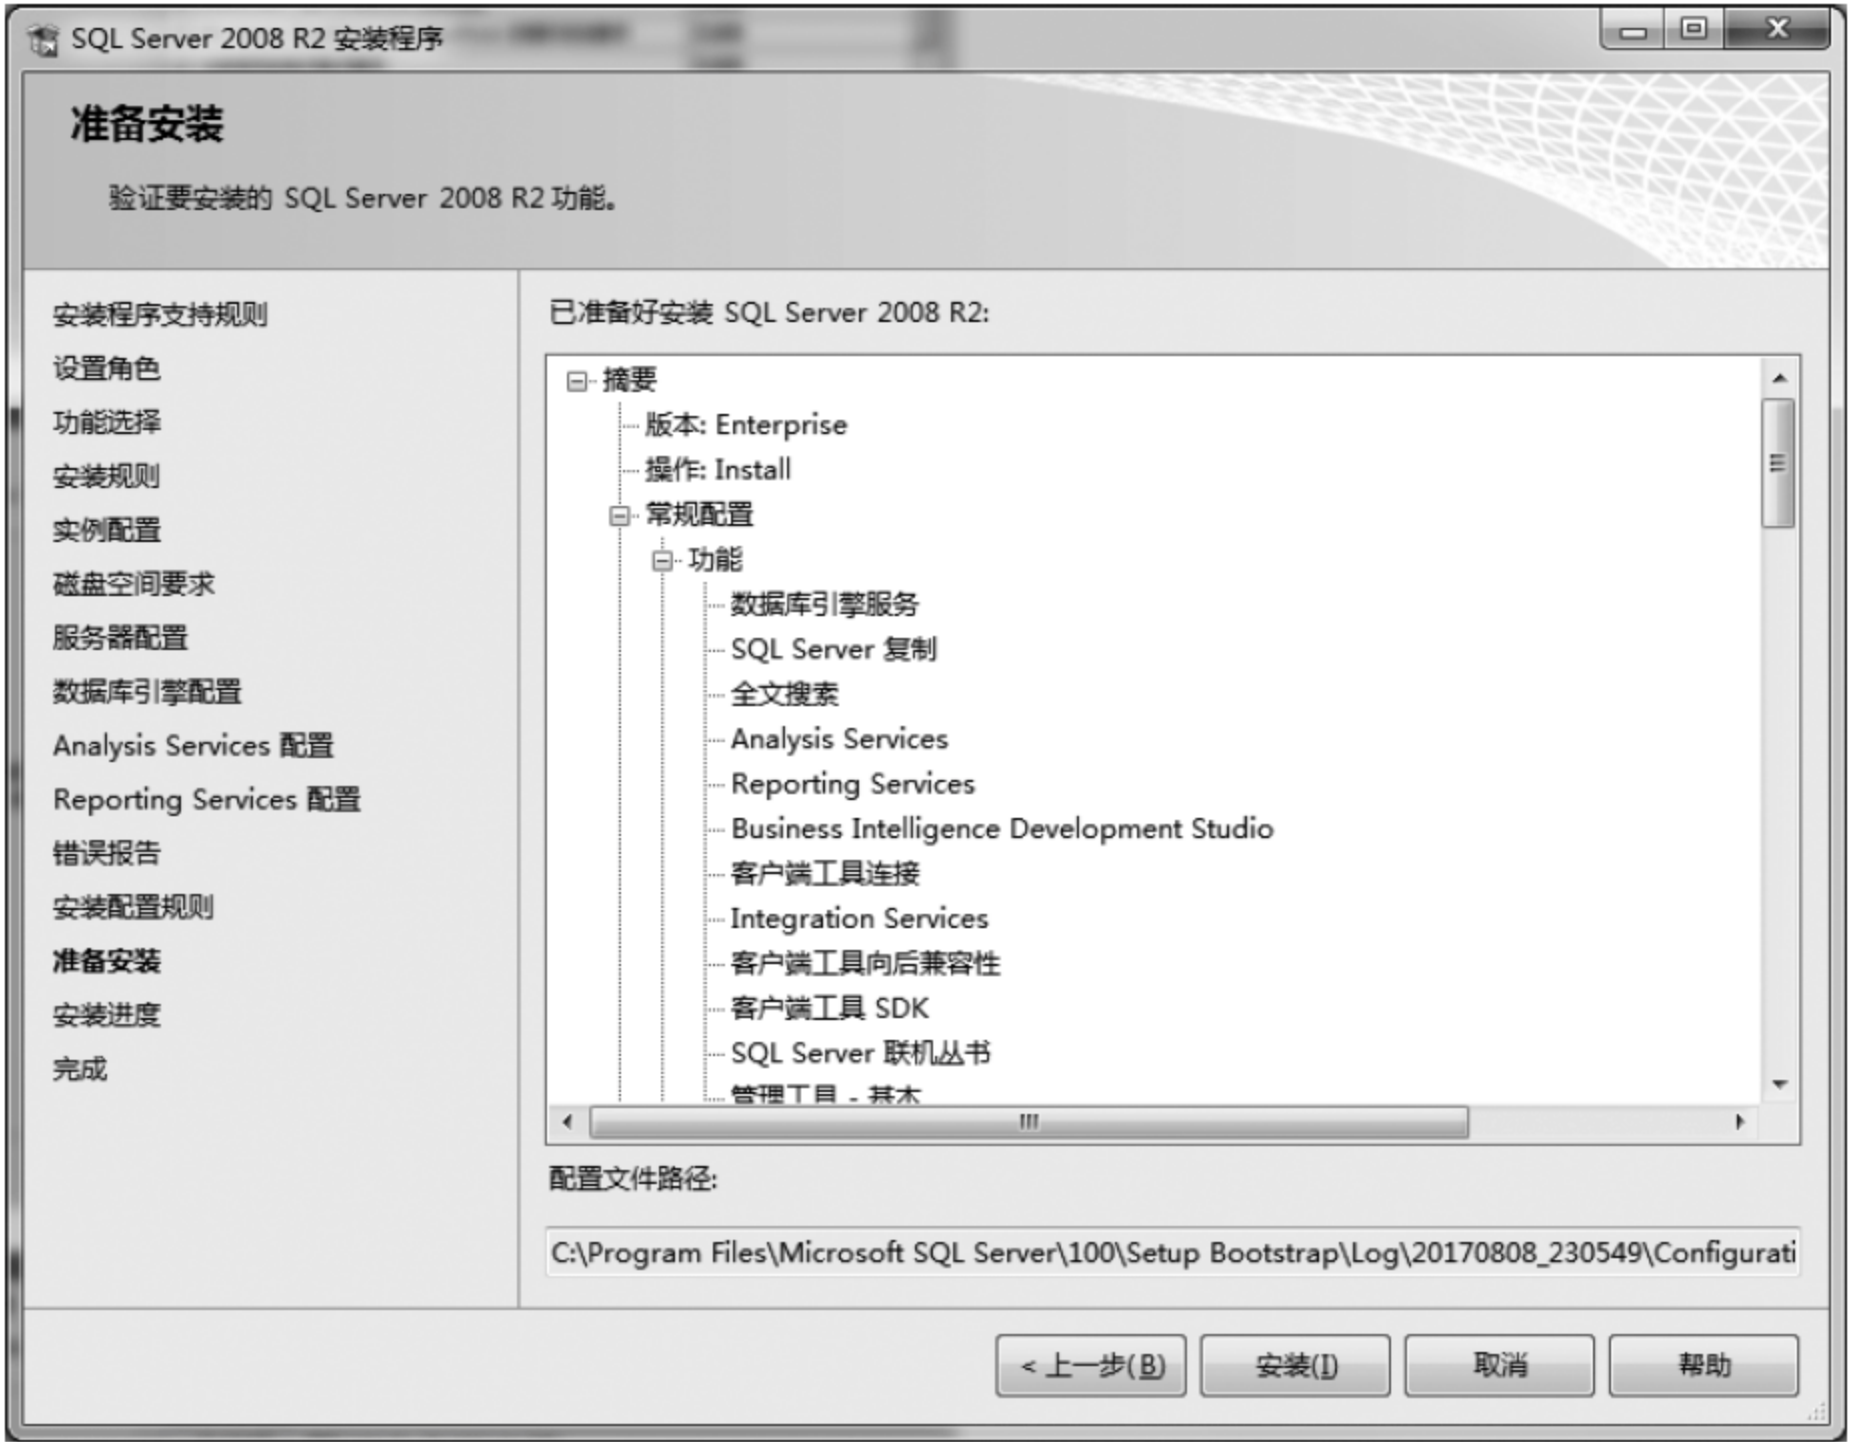 SQL Server 2008 R2 安装程序
准备安装
验证要安装的 SQL Server 2008 R2 功能。
安装程序支持规则
设置角色
功能选择
安装规则
实例配置
磁盘空间要求
服务器配置
数据库引擎配置
Analysis Services 配置
Reporting Services 配置
错误报告
安装配置规则
准备安装
安装进度
完成
已准备好安装 SQL Server 2008 R2:
摘要
版本: Enterprise
操作: Install
常规配置
功能
数据库引擎服务
SQL Server 复制
全文搜索
Analysis Services
Reporting Services
Business Intelligence Development Studio
客户端工具连接
Integration Services
客户端工具向后兼容性
客户端工具 SDK
SQL Server 联机丛书
管理工具 - 基本
配置文件路径:
C:\Program Files\Microsoft SQL Server\100\Setup Bootstrap\Log\20170808_230549\Configurati
< 上一步(B)
安装(I)
取消
帮助